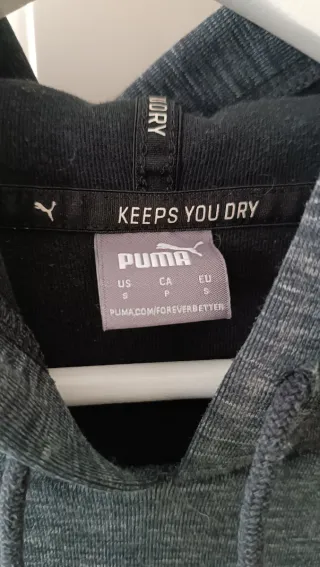 DRY
KEEPS YOU DRY
PUMA
US CA EU
S P S
PUMA.COM/FOREVERBETTER